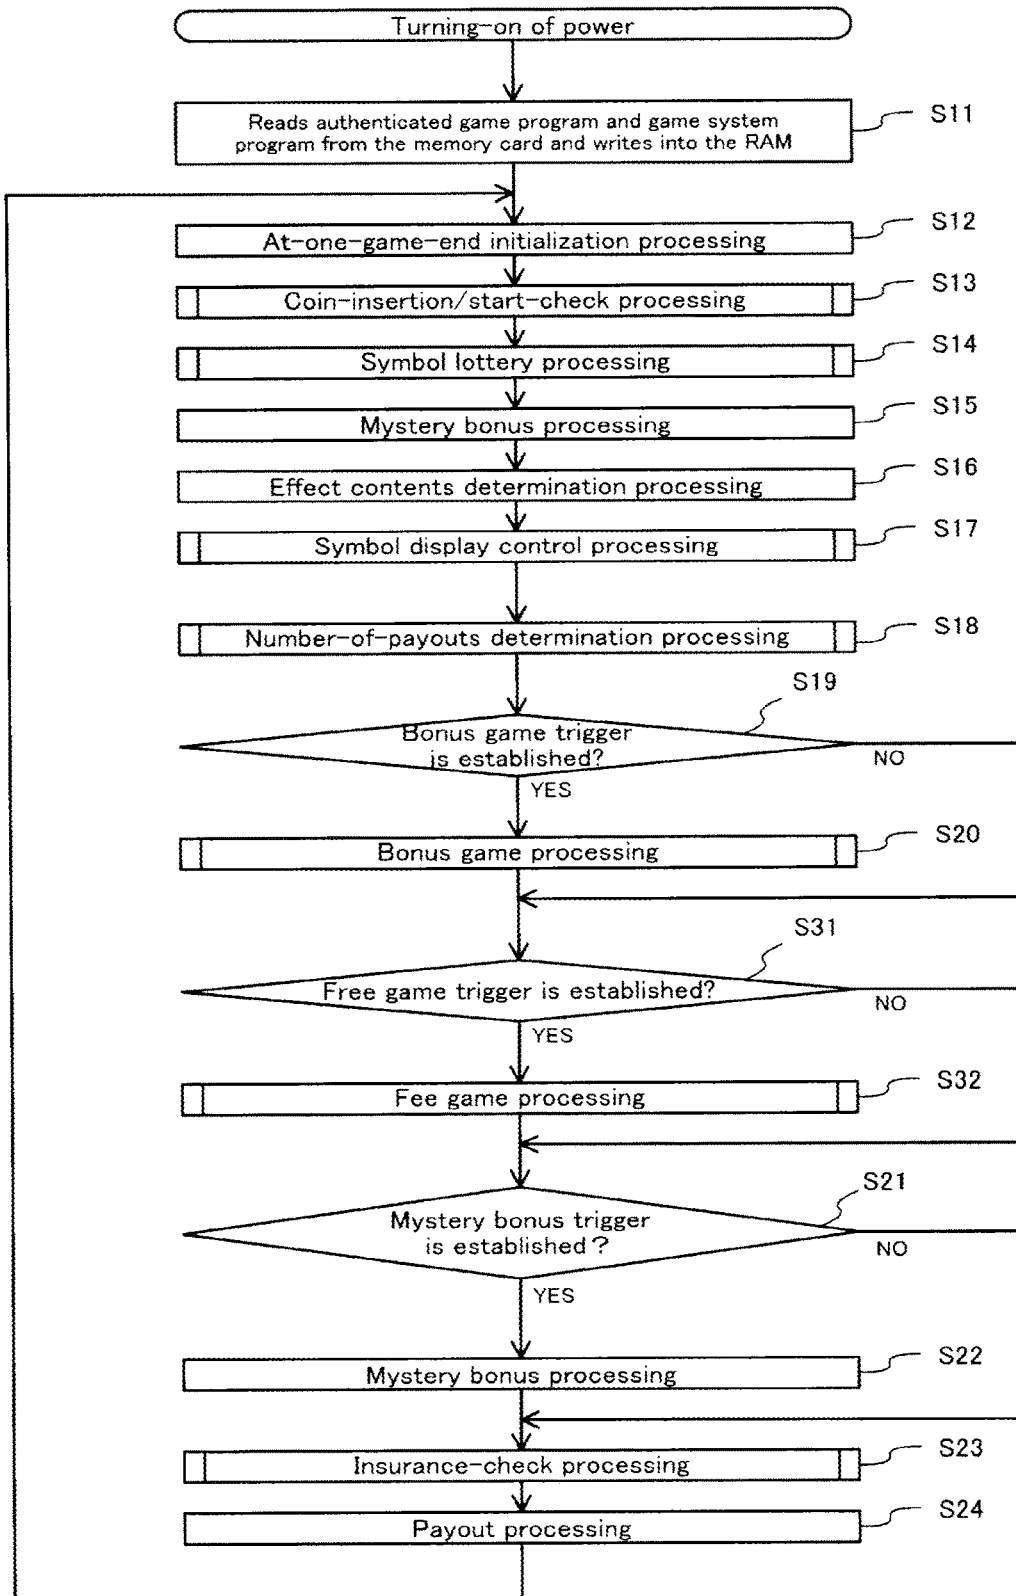 Turning-on of power
Reads authenticated game program and game system
program from the memory card and writes into the RAM
S11
At-one-game-end initialization processing
S12
Coin-insertion/start-check processing
S13
Symbol lottery processing
S14
Mystery bonus processing
S15
Effect contents determination processing
S16
Symbol display control processing
S17
Number-of-payouts determination processing
S18
S19
Bonus game trigger
is established?
NO
YES
Bonus game processing
S20
S31
Free game trigger is established?
NO
YES
Fee game processing
S32
S21
Mystery bonus trigger
is established?
NO
YES
Mystery bonus processing
S22
Insurance-check processing
S23
Payout processing
S24